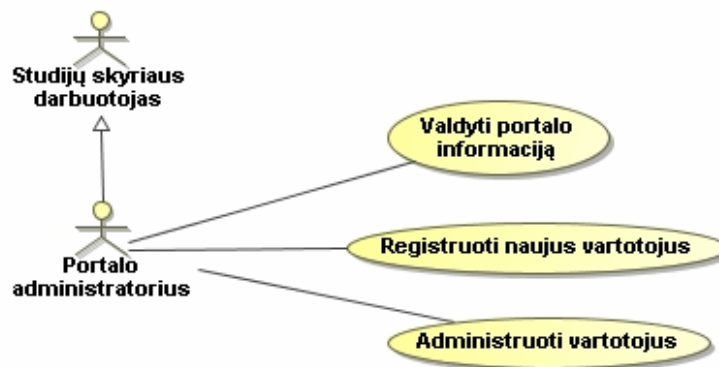 Studijų skyriaus
darbuotojas
Valdyti portalo
informaciją
Registruoti naujus vartotojus
Portalo
administratorius
Administruoti vartotojus